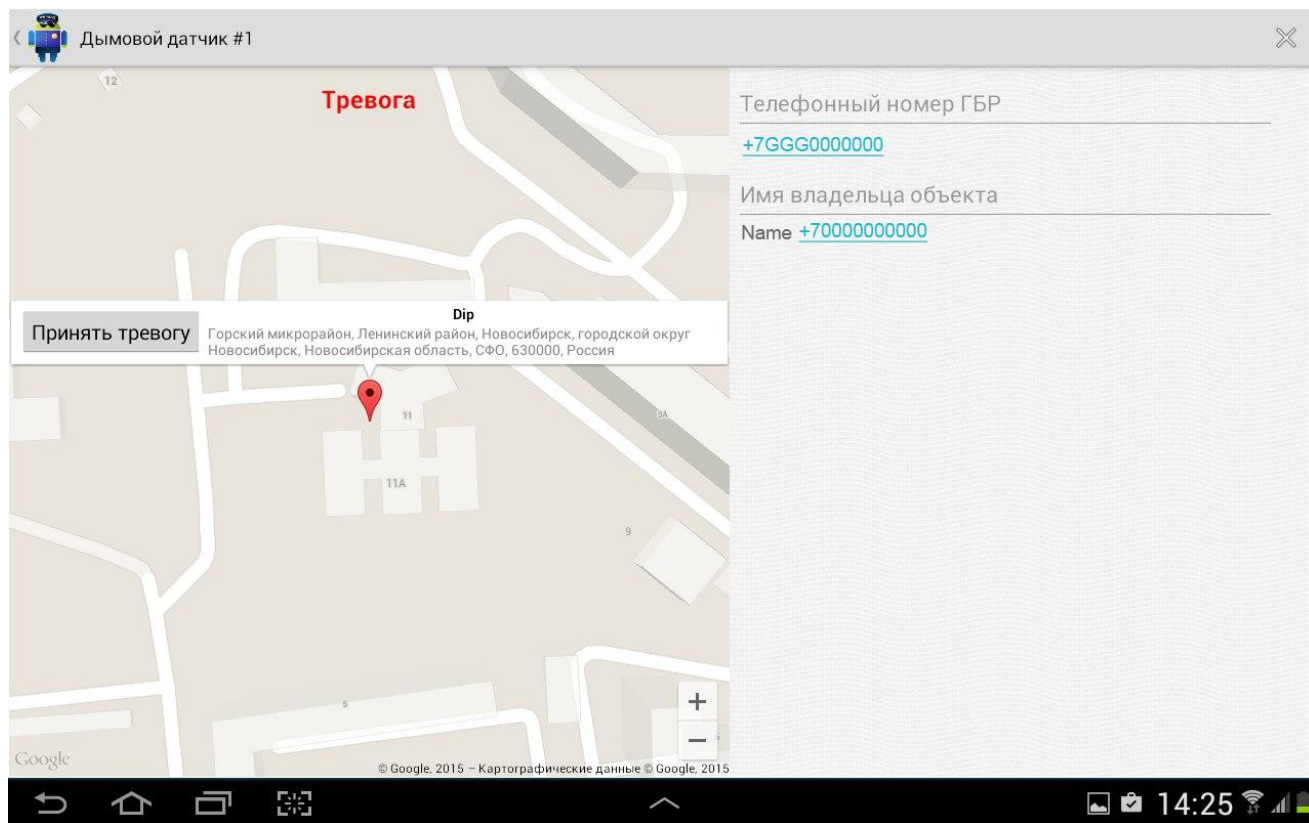 Дымовой датчик #1
12
Тревога
Телефонный номер ГБР
+7GGG0000000
Имя владельца объекта
Name +70000000000
Dip
Принять тревогу
Горский микрорайон, Ленинский район, Новосибирск, городской округ
Новосибирск, Новосибирская область, СФО, 630000, Россия
11
11А
9
5
+
−
Google
© Google, 2015 – Картографические данные © Google, 2015
14:25